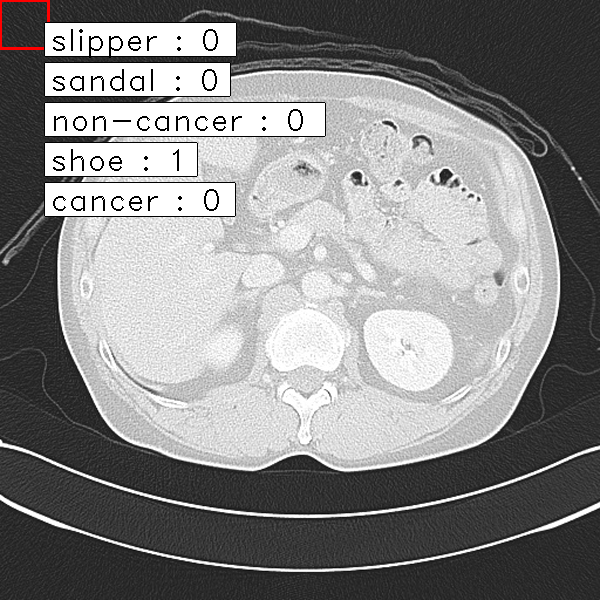 slipper : 0
sandal : 0
non-cancer : 0
shoe : 1
cancer : 0